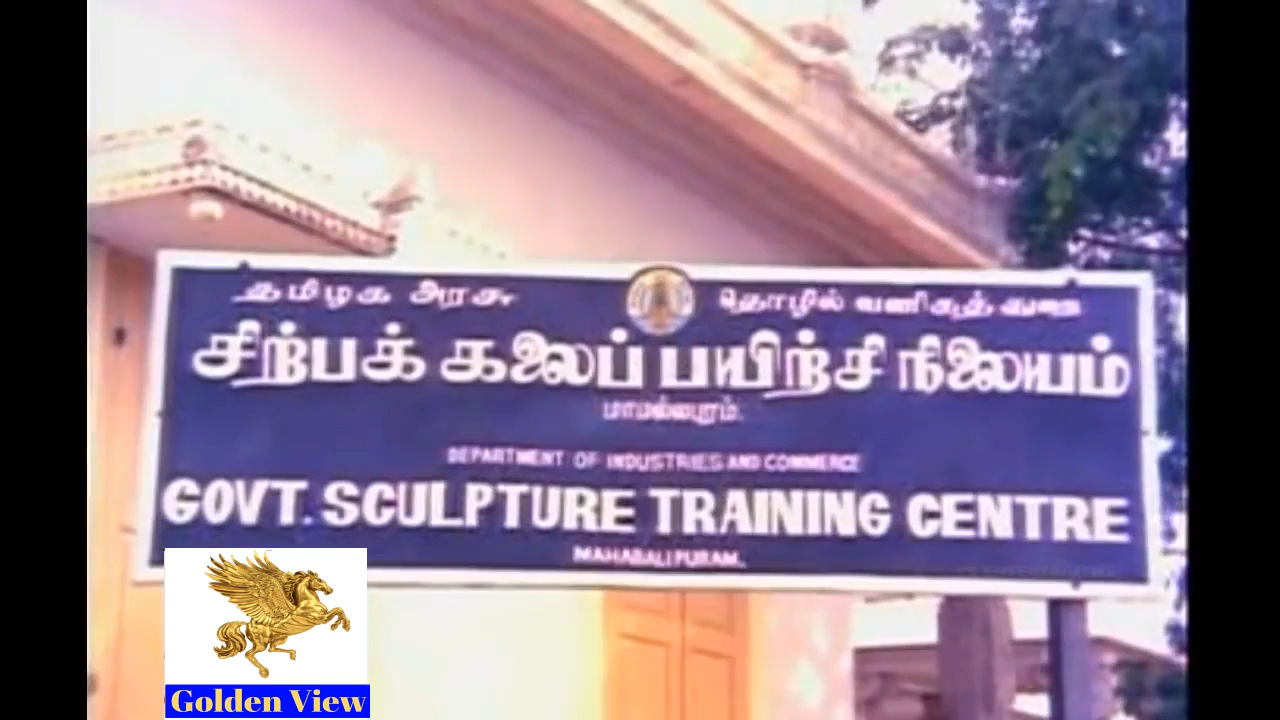 தமிழக அரசு தொழில் வணிகத் துறை
சிற்பக் கலைப் பயிற்சி நிலையம்
மாமல்லபுரம்.
DEPARTMENT OF INDUSTRIES AND COMMERCE
GOVT. SCULPTURE TRAINING CENTRE
MAHABALIPURAM.
Golden View